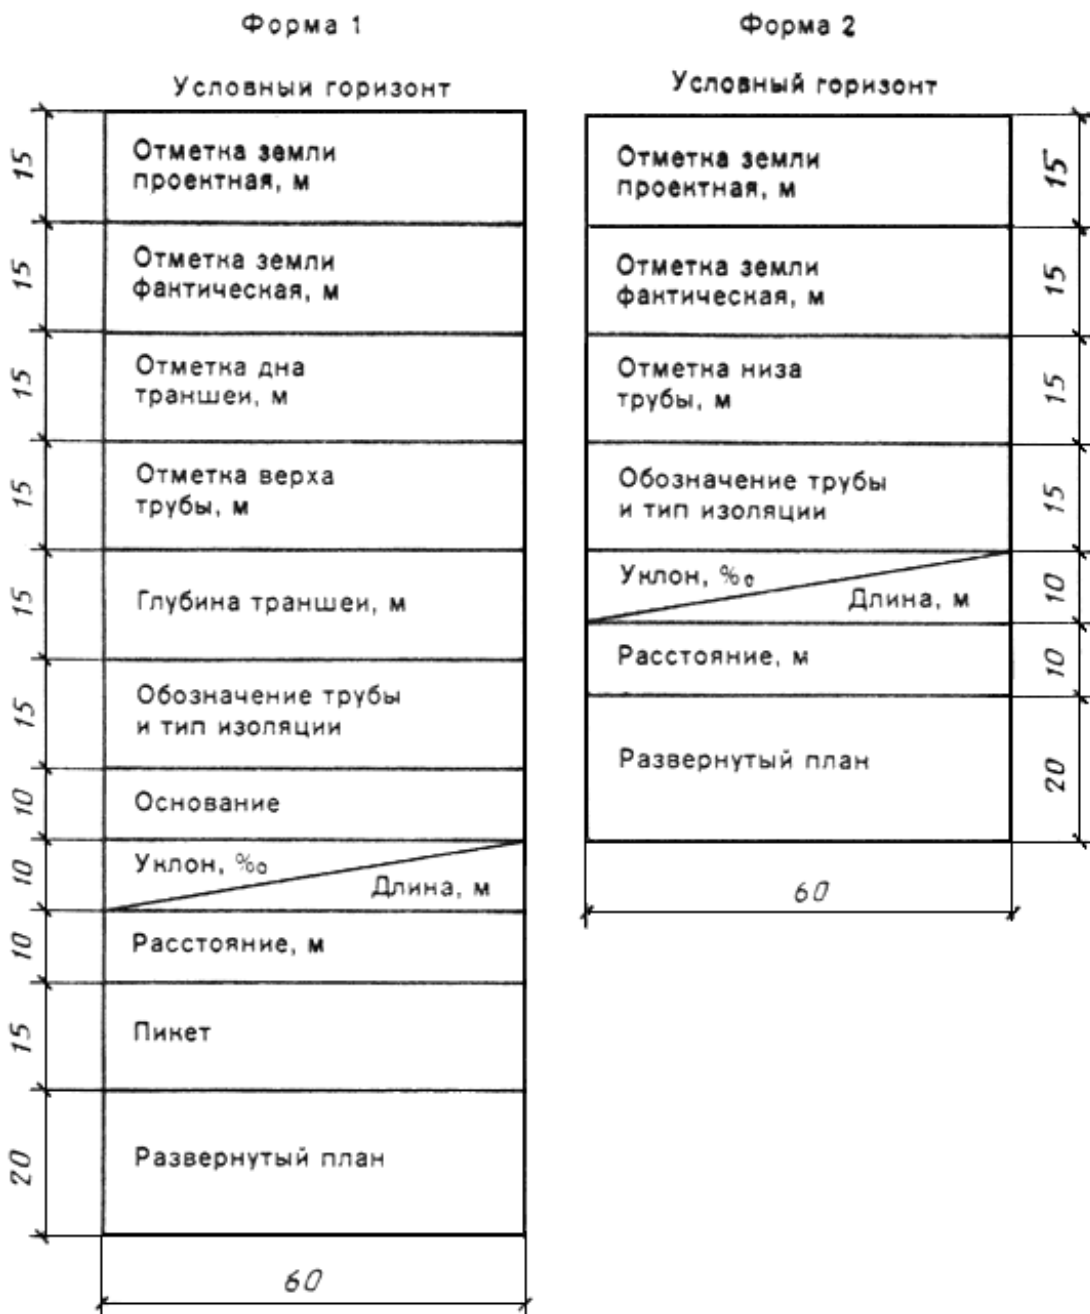 Форма 1
Условный горизонт
15
Отметка земли
проектная, м
15
Отметка земли
фактическая, м
15
Отметка дна
траншеи, м
15
Отметка верха
трубы, м
15
Глубина траншеи, м
15
Обозначение трубы
и тип изоляции
10
Основание
10
Уклон, ‰
Длина, м
10
Расстояние, м
15
Пикет
20
Развернутый план
60
Форма 2
Условный горизонт
Отметка земли
проектная, м
15
Отметка земли
фактическая, м
15
Отметка низа
трубы, м
15
Обозначение трубы
и тип изоляции
15
Уклон, ‰
Длина, м
10
Расстояние, м
10
Развернутый план
20
60